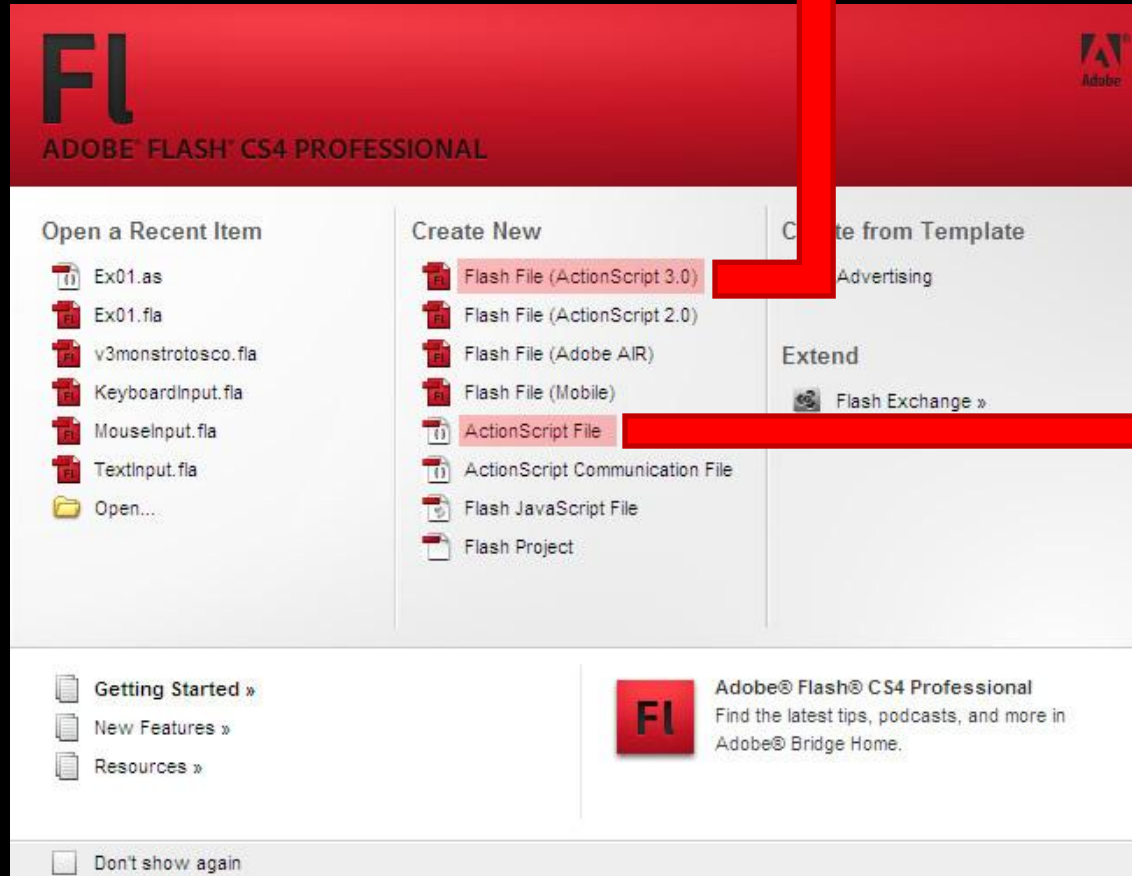 Fl
Adobe
ADOBE® FLASH® CS4 PROFESSIONAL
Open a Recent Item
Ex01.as
Ex01.fla
v3monstrotosco.fla
KeyboardInput.fla
MouseInput.fla
TextInput.fla
Open...
Create New
Flash File (ActionScript 3.0)
Flash File (ActionScript 2.0)
Flash File (Adobe AIR)
Flash File (Mobile)
ActionScript File
ActionScript Communication File
Flash JavaScript File
Flash Project
from Template
Advertising
Extend
Flash Exchange »
Getting Started »
New Features »
Resources »
Fl
Adobe® Flash® CS4 Professional
Find the latest tips, podcasts, and more in
Adobe® Bridge Home.
Don't show again